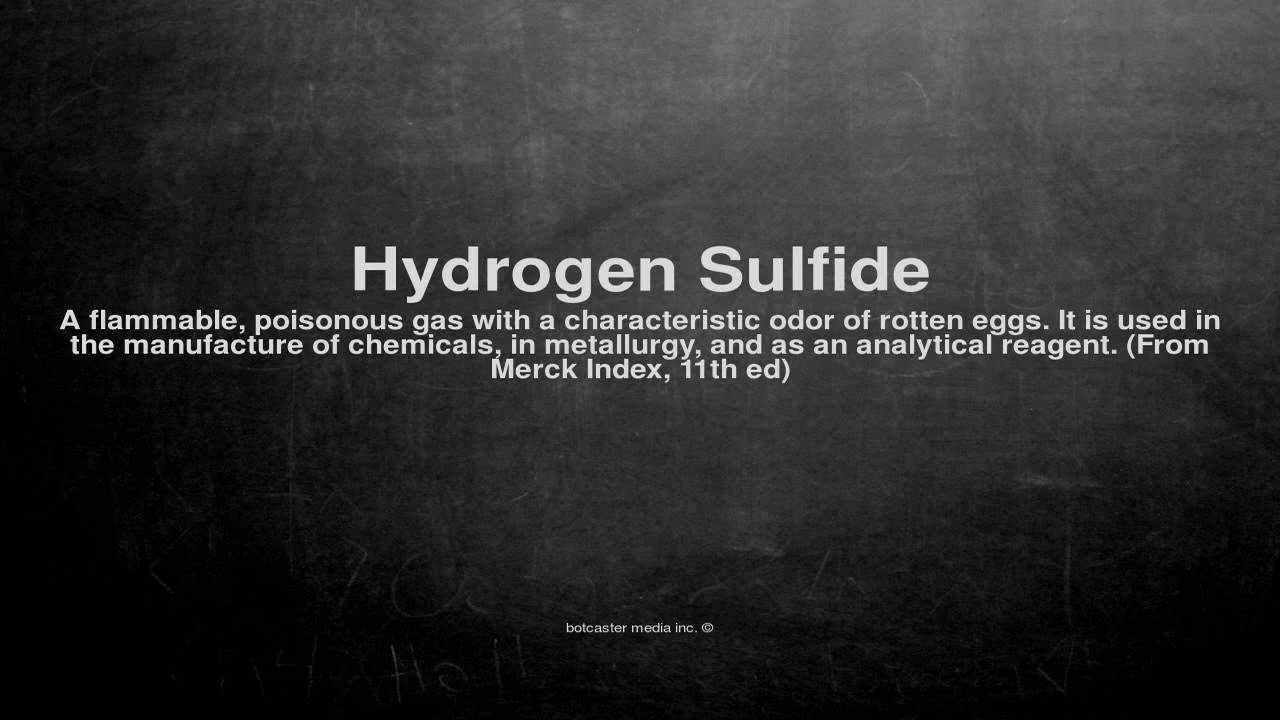 Hydrogen Sulfide
A flammable, poisonous gas with a characteristic odor of rotten eggs. It is used in
the manufacture of chemicals, in metallurgy, and as an analytical reagent. (From
Merck Index, 11th ed)
botcaster media inc. ©